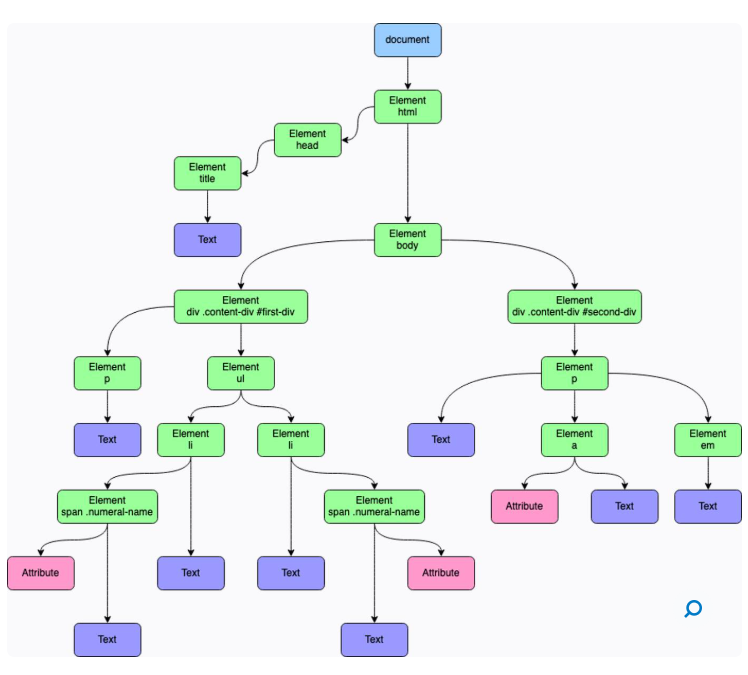 document
Element
html
Element
head
Element
title
Text
Element
body
Element
div .content-div #first-div
Element
div .content-div #second-div
Element
p
Element
ul
Element
p
Text
Element
li
Element
li
Text
Element
a
Element
em
Element
span .numeral-name
Element
span .numeral-name
Attribute
Text
Text
Attribute
Text
Text
Attribute
Text
Text